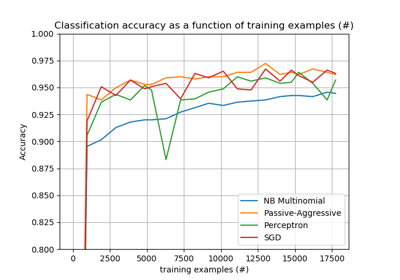 Classification accuracy as a function of training examples (#)
1.000
0.975
0.950
0.925
0.900
0.875
0.850
0.825
0.800
Accuracy
NB Multinomial
Passive-Aggressive
Perceptron
SGD
0 2500 5000 7500 10000 12500 15000 17500
training examples (#)